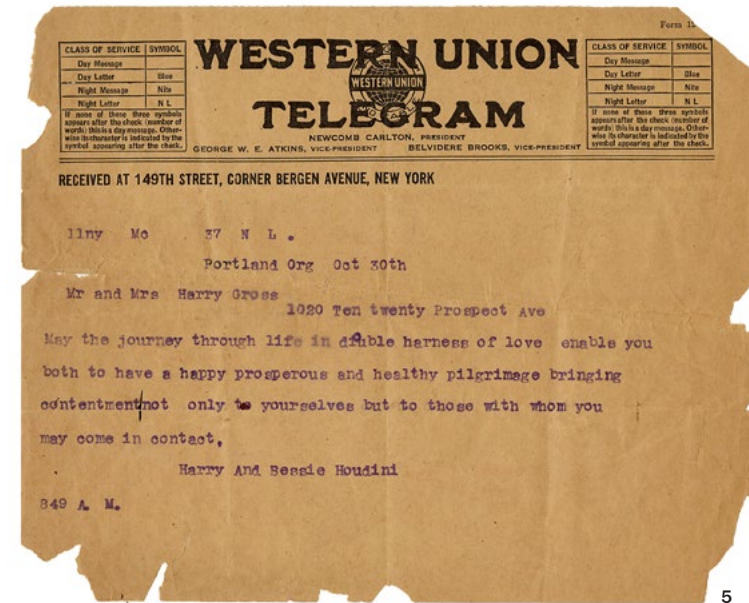 Form 12
CLASS OF SERVICE SYMBOL
Day Message
Day Letter Blue
Night Message Nite
Night Letter N L
If none of these three symbols
appears after the check (number of
words) this is a day message. Other-
wise its character is indicated by the
symbol appearing after the check.
WESTERN UNION
WESTERN UNION
TELEGRAM
NEWCOMB CARLTON, PRESIDENT
GEORGE W. E. ATKINS, VICE-PRESIDENT BELVIDERE BROOKS, VICE-PRESIDENT
CLASS OF SERVICE SYMBOL
Day Message
Day Letter Blue
Night Message Nite
Night Letter N L
If none of these three symbols
appears after the check (number of
words) this is a day message. Other-
wise its character is indicated by the
symbol appearing after the check.
RECEIVED AT 149TH STREET, CORNER BERGEN AVENUE, NEW YORK
11ny Mc 37 N L .
Portland Org Oct 30th
Mr and Mrs Harry Gross
1020 Ten twenty Prospect Ave
May the journey through life in harness of love enable you
both to have a happy prosperous and healthy pilgrimage bringing
contentment not only to yourselves but to those with whom you
may come in contact.
Harry And Bessie Houdini
849 A. M.
5